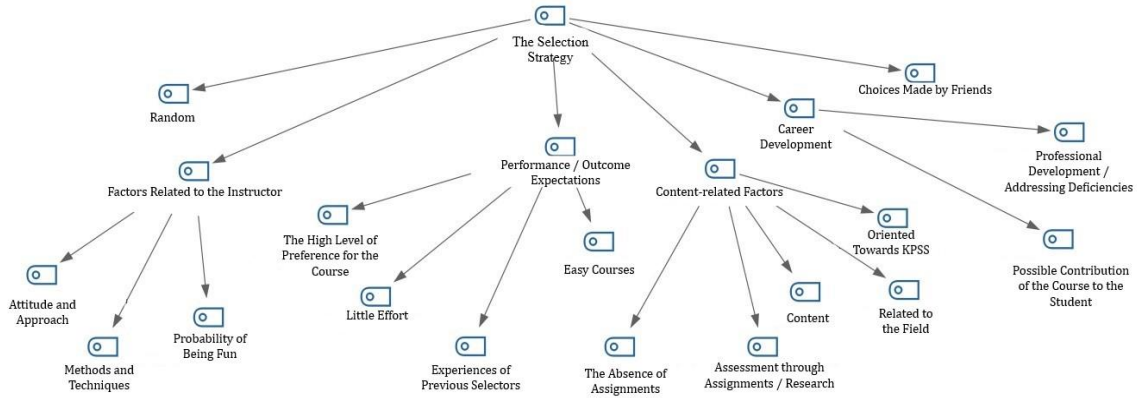 The Selection
Strategy
Random
Choices Made by Friends
Career
Development
Professional
Development /
Addressing Deficiencies
Factors Related to the Instructor
Performance / Outcome
Expectations
Content-related Factors
The High Level of
Preference for the
Course
Easy Courses
Oriented
Towards KPSS
Possible Contribution
of the Course to the
Student
Attitude and
Approach
Little Effort
Content
Related to
the Field
Probability of
Being Fun
Methods and
Techniques
Experiences of
Previous Selectors
The Absence of
Assignments
Assessment through
Assignments / Research